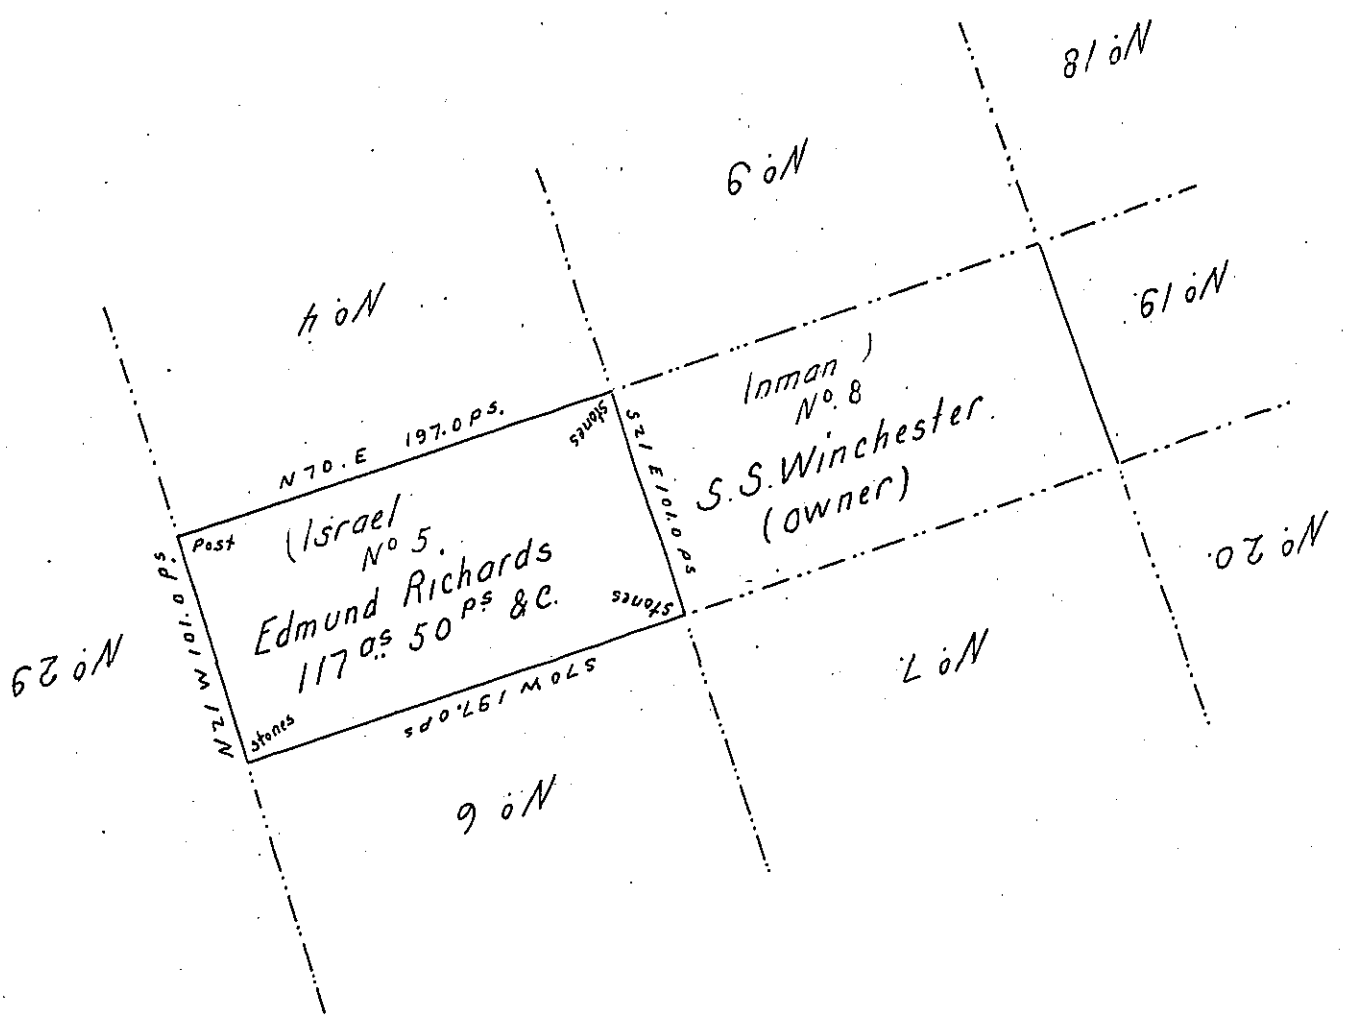 No. 18
No. 9
No. 19.
No. 4
(Inman)
No. 8
S.S. Winchester.
(owner)
N 70. E 197.0 Ps.
stones
S 21 E 101.0 Ps
Post
(Israel
No 5.
Edmund Richards
117 as. 50 Ps. & C.
stones
N 21 W 101.0 Ps.
stones
S 70 W 197.0 Ps
No. 29
No. 20.
No. 7.
No. 6